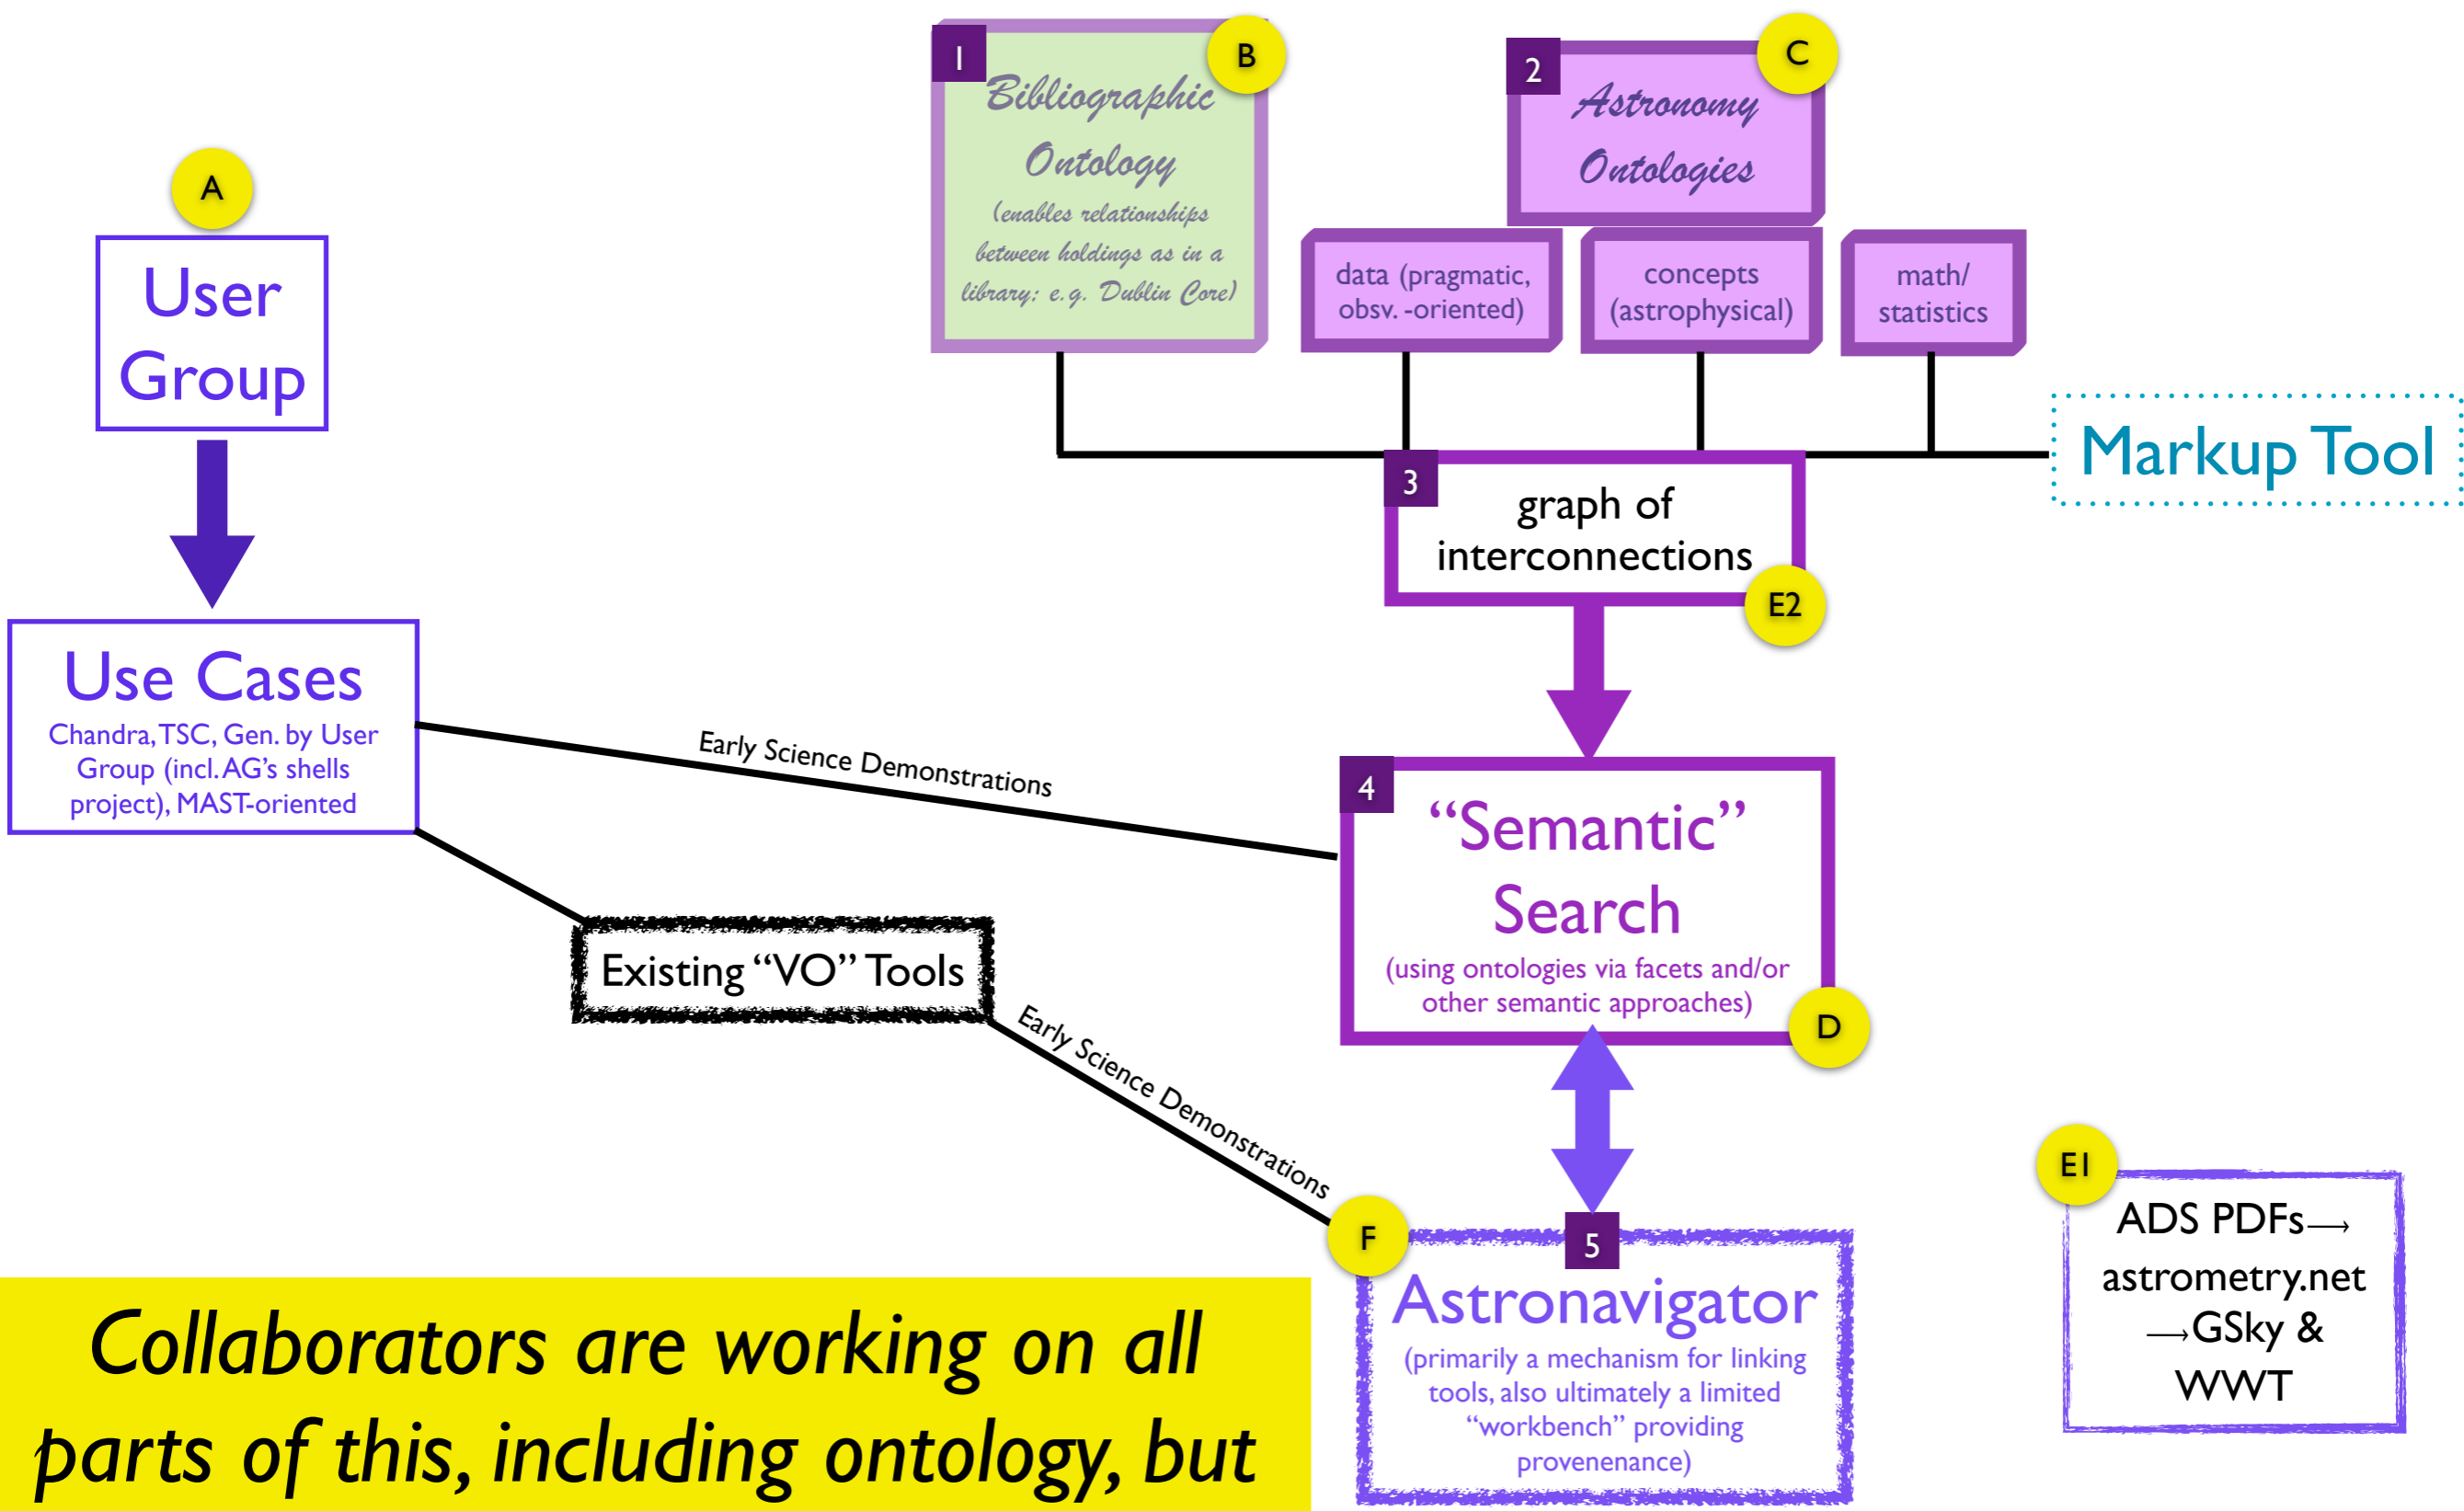 A
User
Group
Use Cases
Chandra, TSC, Gen. by User
Group (incl. AG's shells
project), MAST-oriented
1
B
Bibliographic
Ontology
(enables relationships
between holdings as in a
library; e.g. Dublin Core)
2
C
Astronomy
Ontologies
data (pragmatic,
obsv. -oriented)
concepts
(astrophysical)
math/
statistics
Markup Tool
3
graph of
interconnections
E2
Early Science Demonstrations
4
“Semantic”
Search
(using ontologies via facets and/or
other semantic approaches)
D
Existing “VO” Tools
Early Science Demonstrations
F
5
Astronavigator
(primarily a mechanism for linking
tools, also ultimately a limited
“workbench” providing
provenenance)
E1
ADS PDFs→
astrometry.net
→GSky &
WWT
Collaborators are working on all
parts of this, including ontology, but